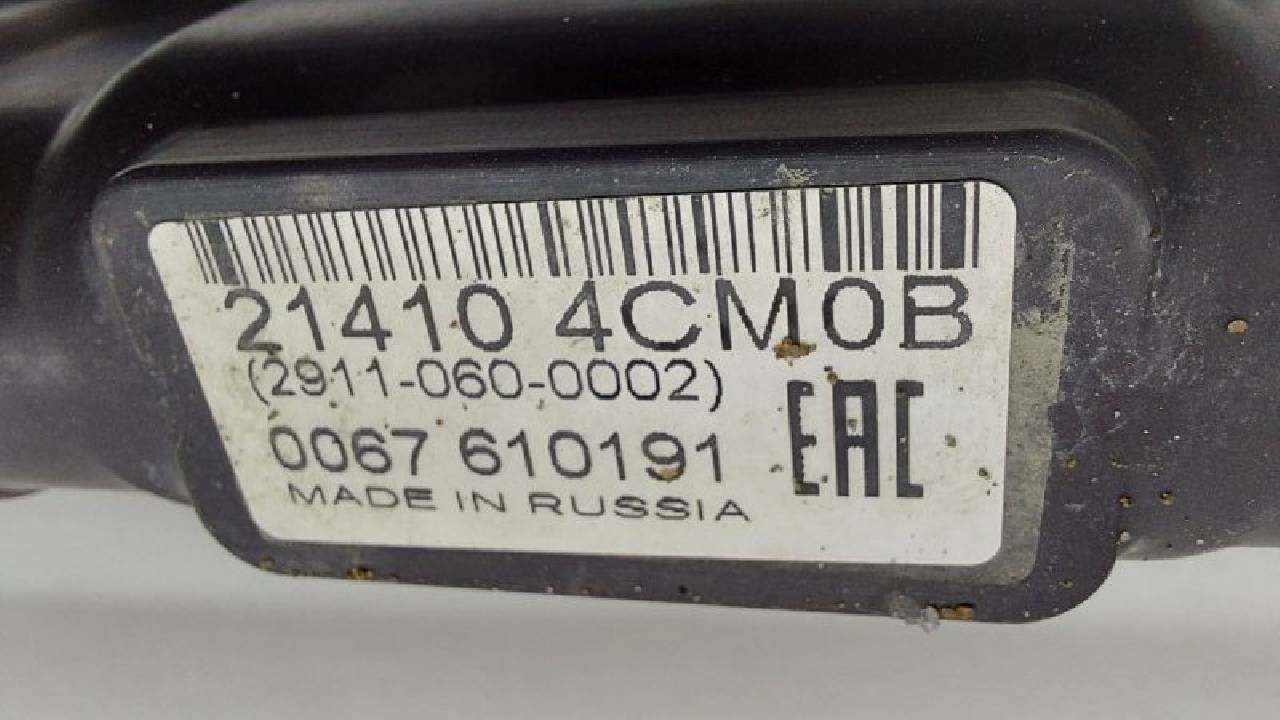 21410 4CM0B
(2911-060-0002)
0067 610191
MADE IN RUSSIA
EAC